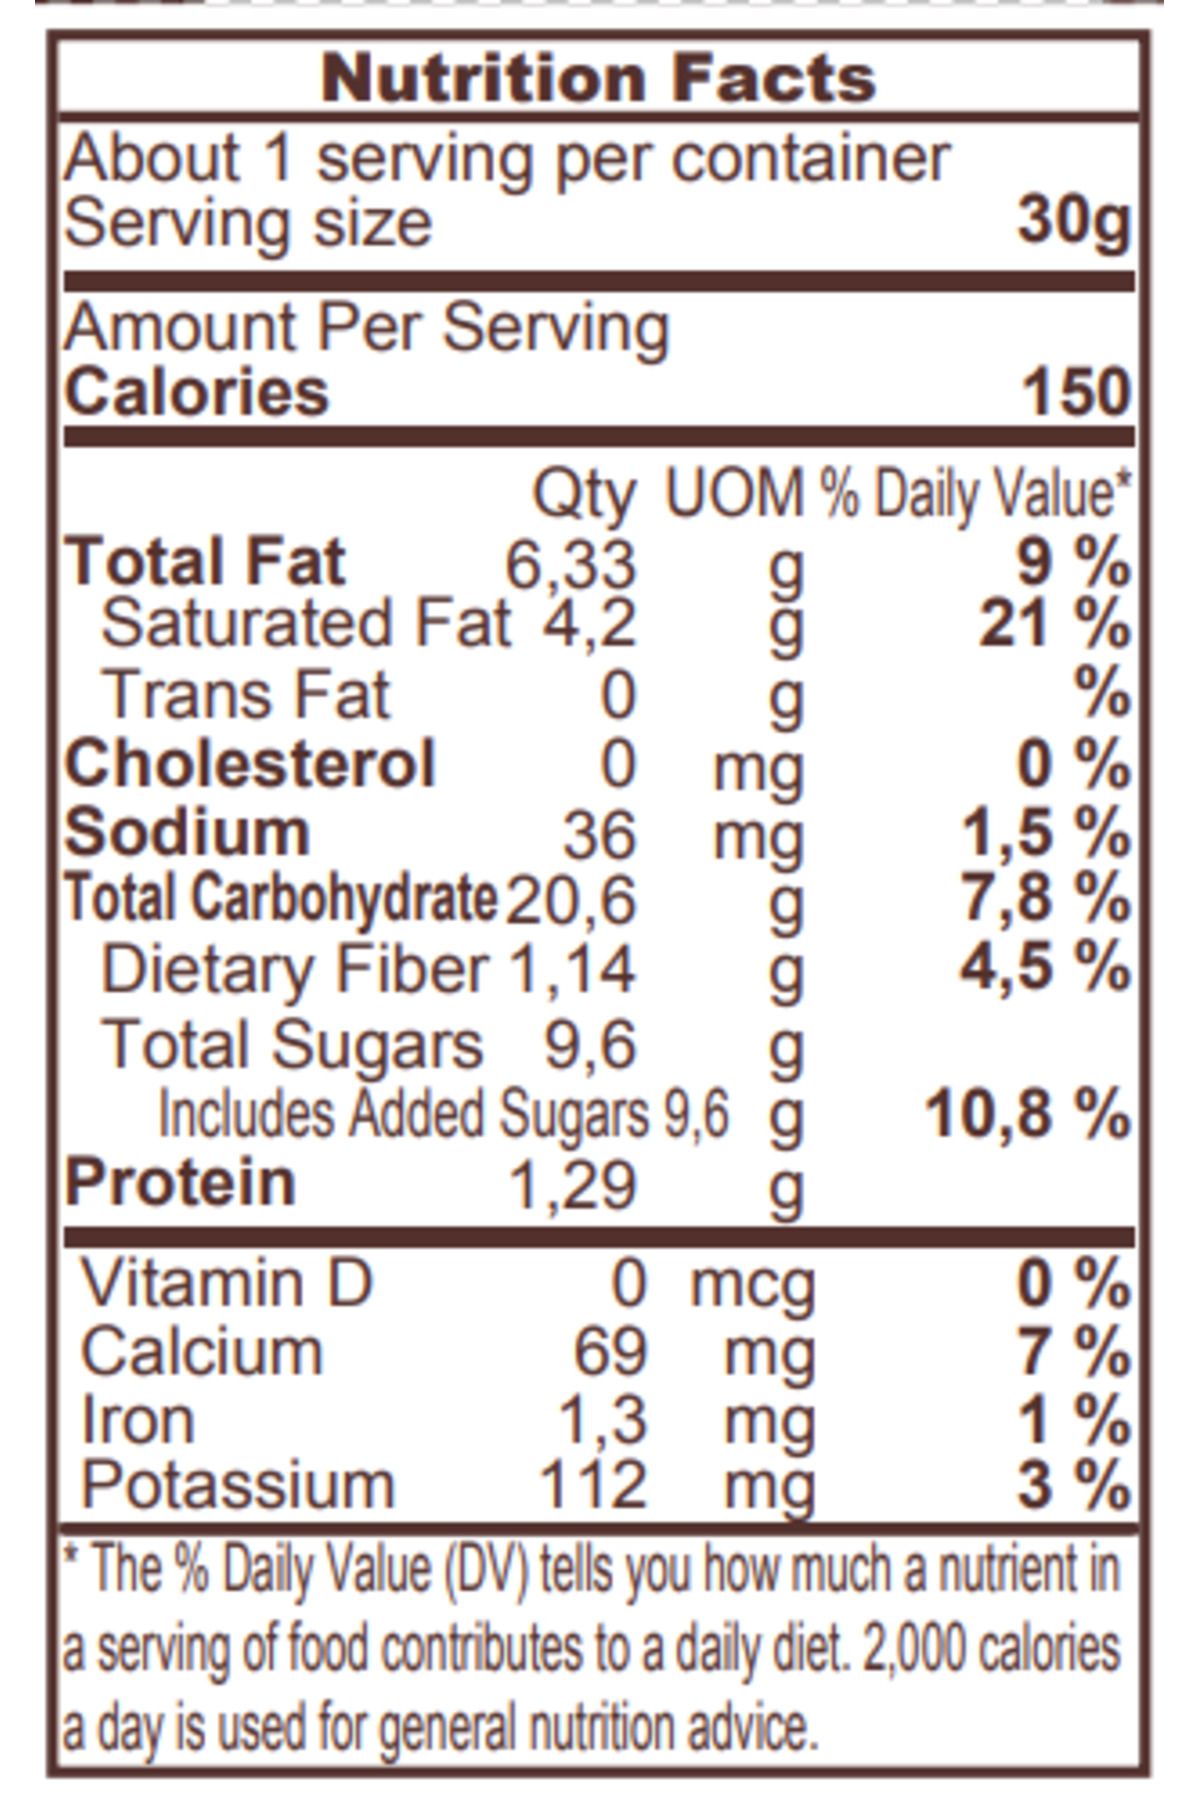 Nutrition Facts
About 1 serving per container
Serving size 30g
Amount Per Serving
Calories 150
Qty UOM % Daily Value*
Total Fat 6,33 g 9 %
Saturated Fat 4,2 g 21 %
Trans Fat 0 g %
Cholesterol 0 mg 0 %
Sodium 36 mg 1,5 %
Total Carbohydrate 20,6 g 7,8 %
Dietary Fiber 1,14 g 4,5 %
Total Sugars 9,6 g
Includes Added Sugars 9,6 g 10,8 %
Protein 1,29 g
Vitamin D 0 mcg 0 %
Calcium 69 mg 7 %
Iron 1,3 mg 1 %
Potassium 112 mg 3 %
* The % Daily Value (DV) tells you how much a nutrient in
a serving of food contributes to a daily diet. 2,000 calories
a day is used for general nutrition advice.